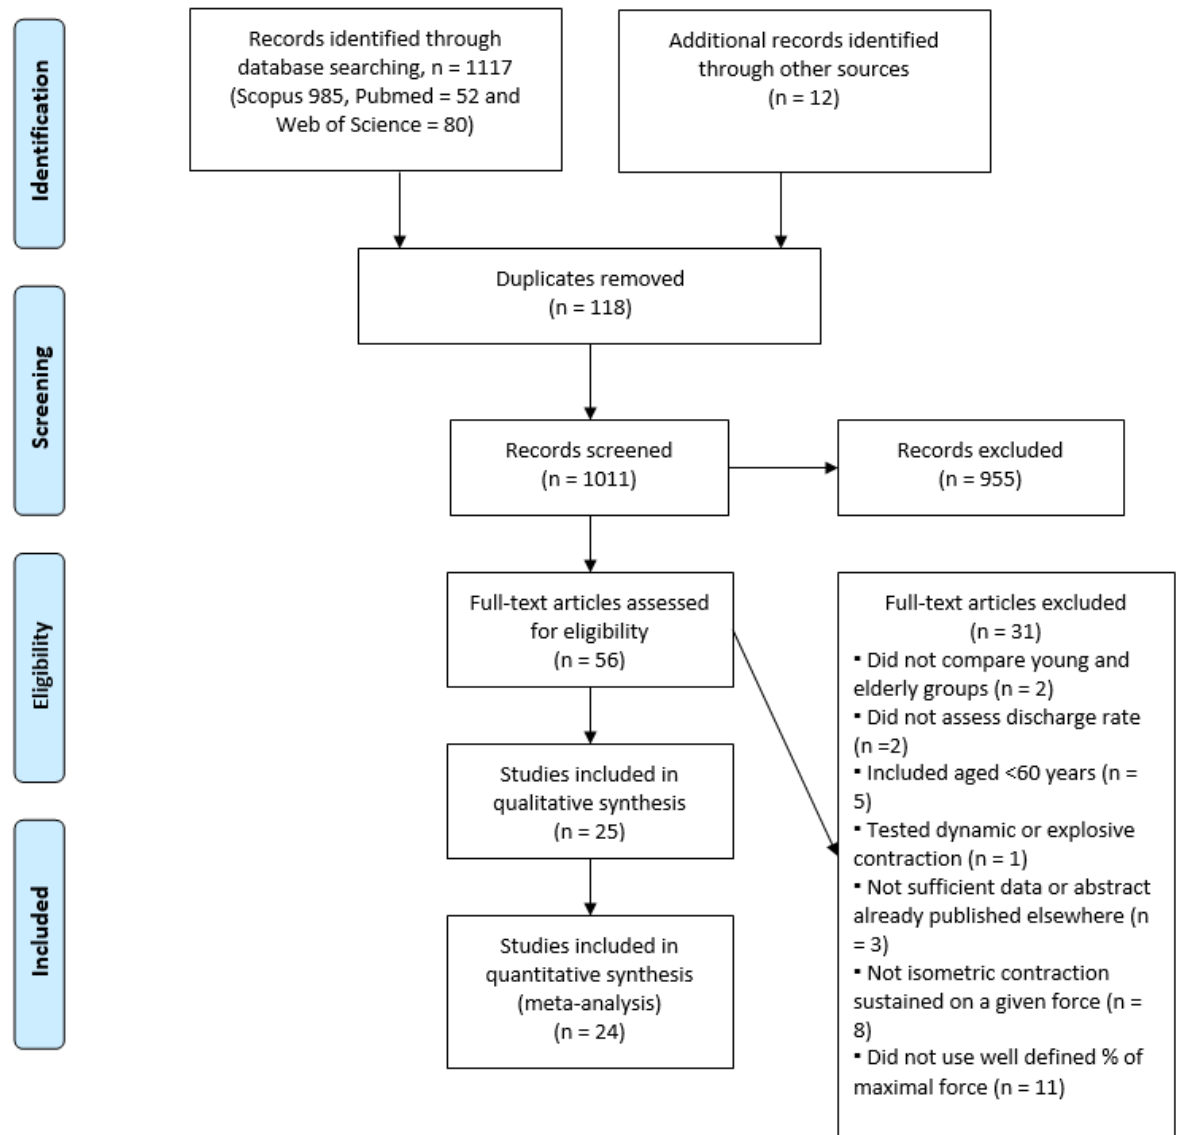 Identification
Records identified through
database searching, n = 1117
(Scopus 985, Pubmed = 52 and
Web of Science = 80)
Additional records identified
through other sources
(n = 12)
Duplicates removed
(n = 118)
Screening
Records screened
(n = 1011)
Records excluded
(n = 955)
Eligibility
Full-text articles assessed
for eligibility
(n = 56)
Full-text articles excluded
(n = 31)
▪ Did not compare young and
elderly groups (n = 2)
▪ Did not assess discharge rate
(n =2)
▪ Included aged <60 years (n =
5)
▪ Tested dynamic or explosive
contraction (n = 1)
▪ Not sufficient data or abstract
already published elsewhere (n
= 3)
▪ Not isometric contraction
sustained on a given force (n =
8)
▪ Did not use well defined % of
maximal force (n = 11)
Studies included in
qualitative synthesis
(n = 25)
Included
Studies included in
quantitative synthesis
(meta-analysis)
(n = 24)